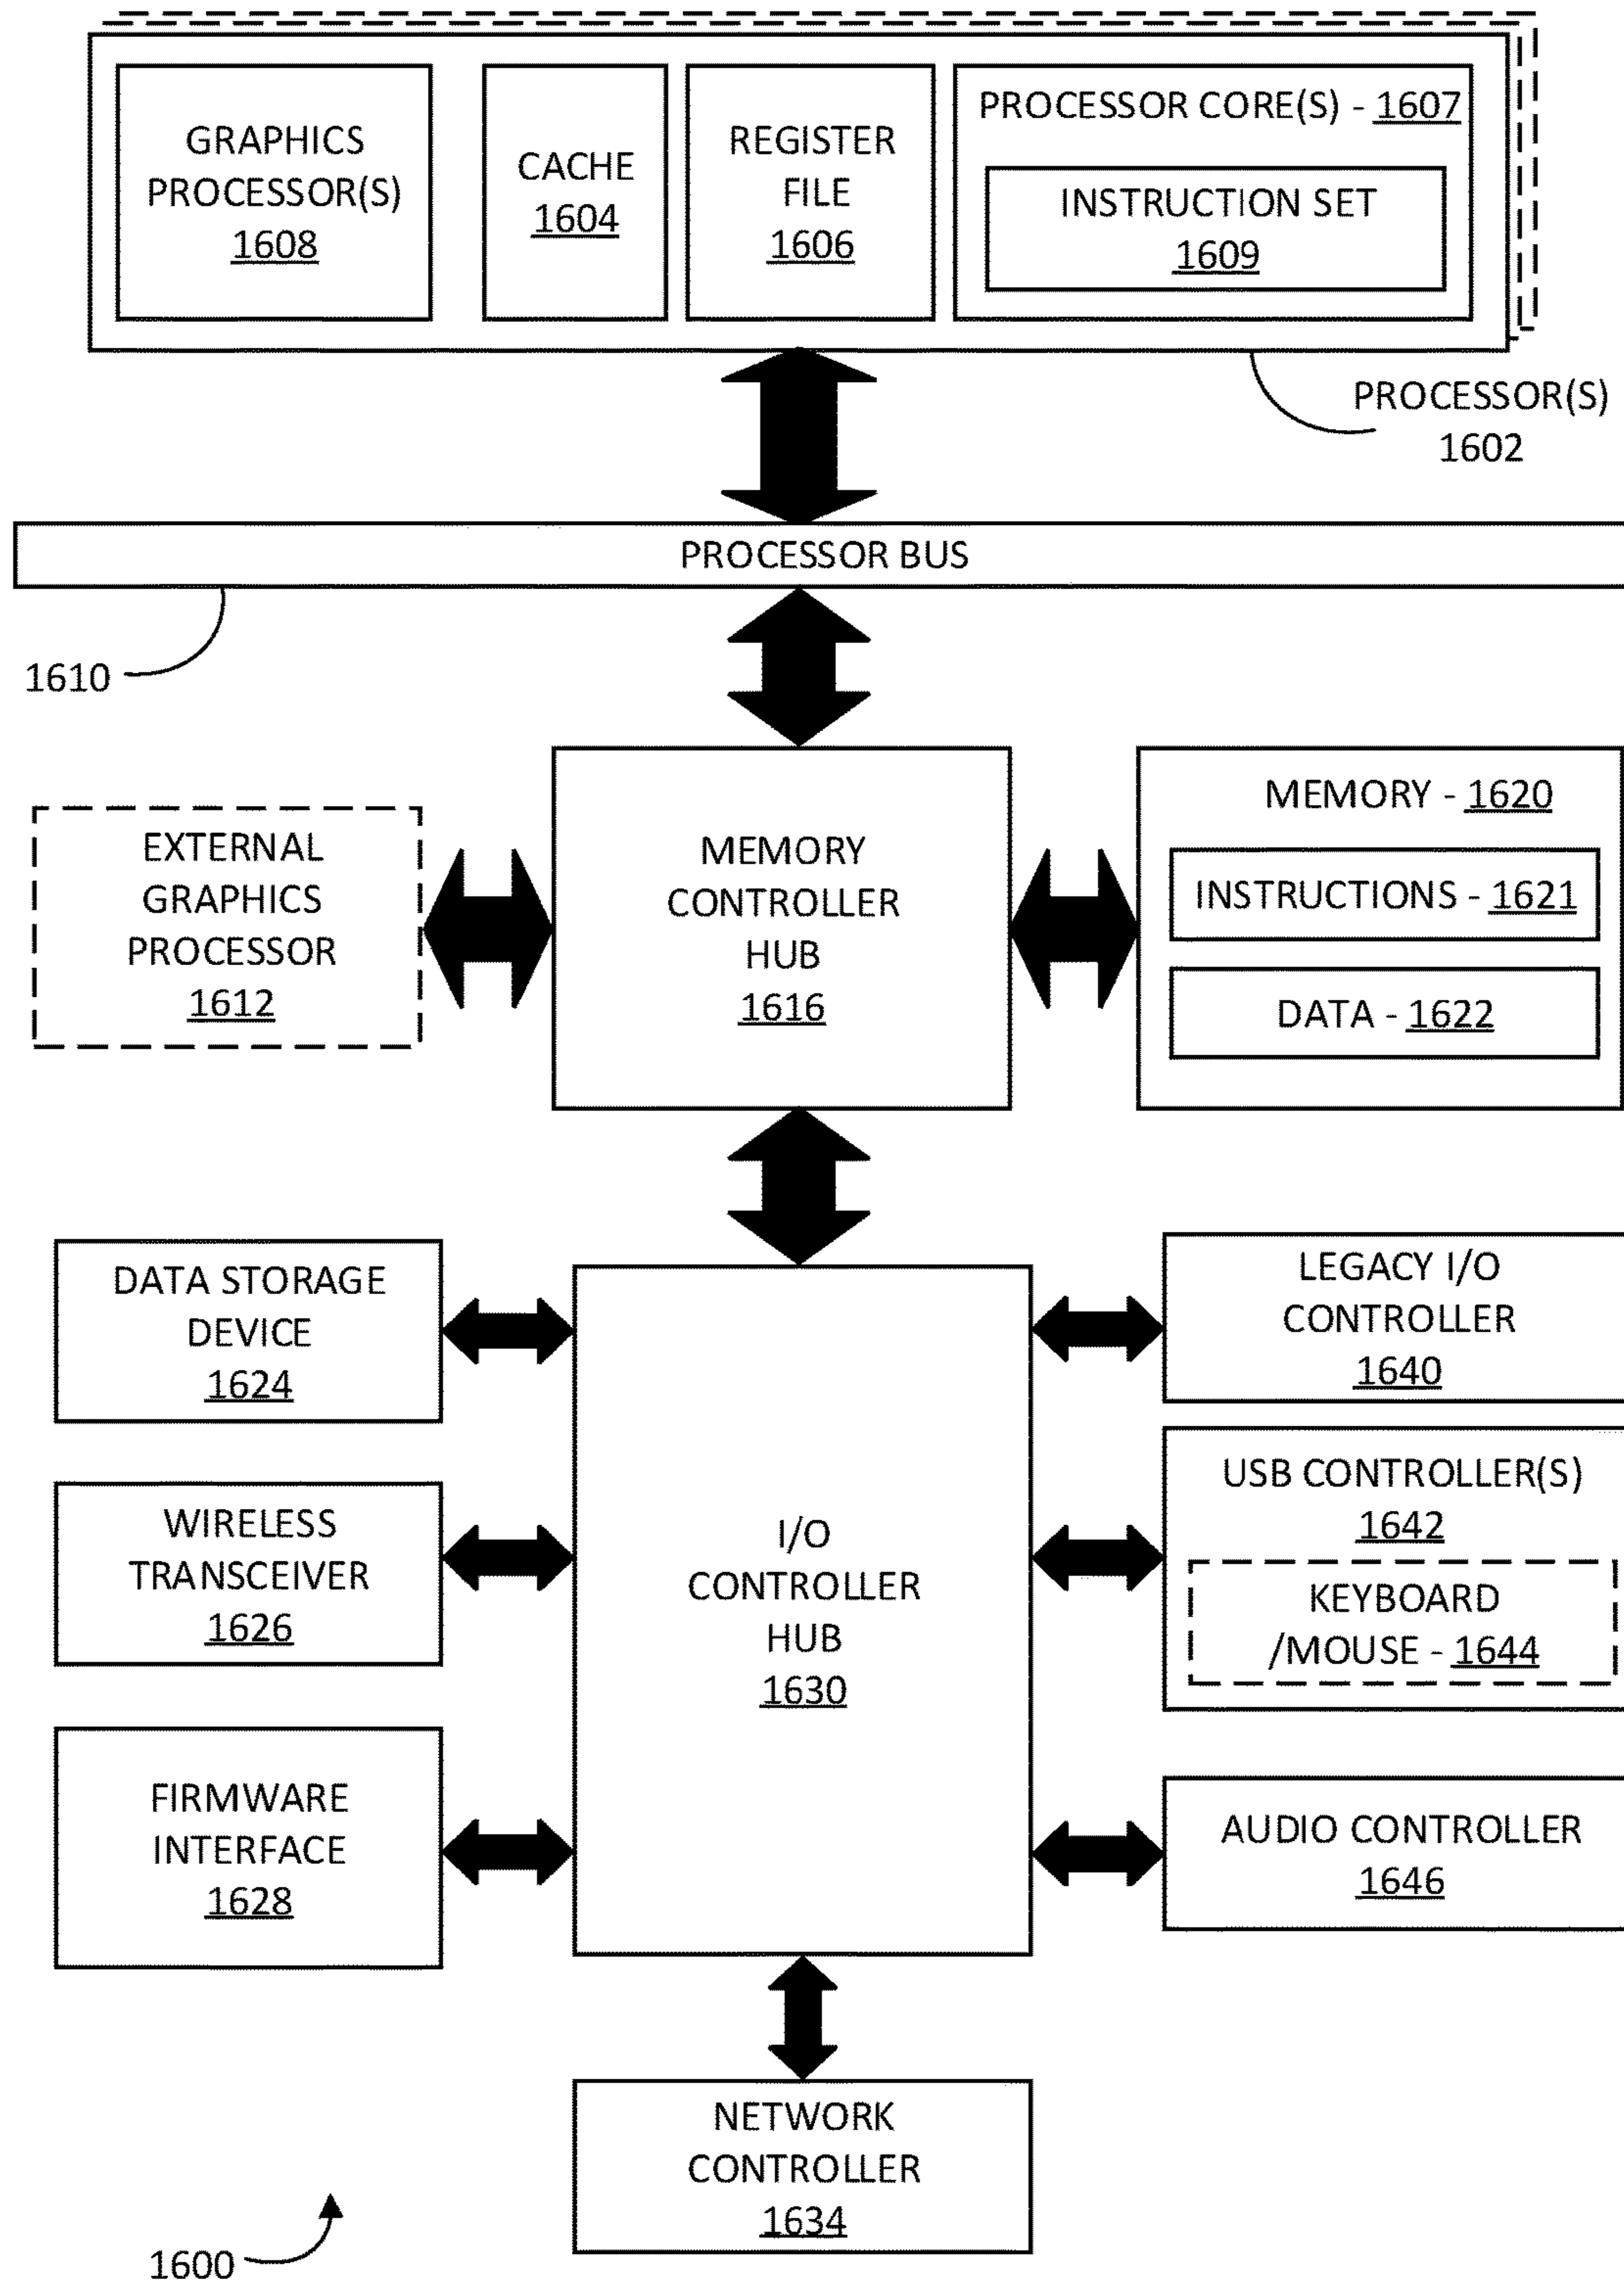 GRAPHICS
PROCESSOR(S)
1608
CACHE
1604
REGISTER
FILE
1606
PROCESSOR CORE(S) - 1607
INSTRUCTION SET
1609
PROCESSOR(S)
1602
PROCESSOR BUS
1610
EXTERNAL
GRAPHICS
PROCESSOR
1612
MEMORY
CONTROLLER
HUB
1616
MEMORY - 1620
INSTRUCTIONS - 1621
DATA - 1622
DATA STORAGE
DEVICE
1624
WIRELESS
TRANSCEIVER
1626
FIRMWARE
INTERFACE
1628
I/O
CONTROLLER
HUB
1630
LEGACY I/O
CONTROLLER
1640
USB CONTROLLER(S)
1642
KEYBOARD
/MOUSE - 1644
AUDIO CONTROLLER
1646
NETWORK
CONTROLLER
1634
1600